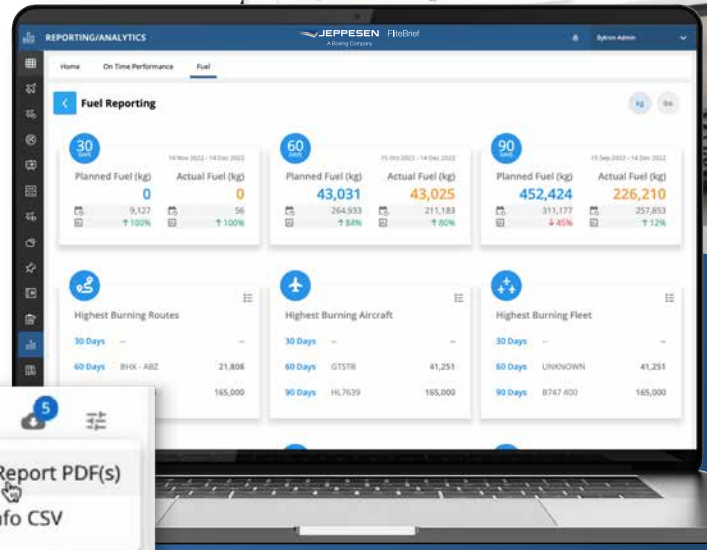 REPORTING/ANALYTICS
JEPPESEN FliteBrief
A Boeing Company
Sytron Admin
Home On Time Performance Fuel
Fuel Reporting
Kg
30 DAYS
14 Nov 2022 - 14 Dec 2022
Planned Fuel (kg) Actual Fuel (kg)
0 0
9,127 56
↑ 100% ↑ 100%
60 DAYS
15 Oct 2022 - 14 Dec 2022
Planned Fuel (kg) Actual Fuel (kg)
43,031 43,025
264,933 211,183
↑ 84% ↑ 80%
90 DAYS
15 Sep 2022 - 14 Dec 2022
Planned Fuel (kg) Actual Fuel (kg)
452,424 226,210
311,177 257,853
↓ 45% ↑ 12%
Highest Burning Routes
30 Days -- --
60 Days BHX - ABZ 21,808
165,000
Highest Burning Aircraft
30 Days -- --
60 Days GTSTB 41,251
90 Days HL7639 165,000
Highest Burning Fleet
30 Days -- --
60 Days UNKNOWN 41,251
90 Days B747 400 165,000
5
Report PDF(s)
nfo CSV